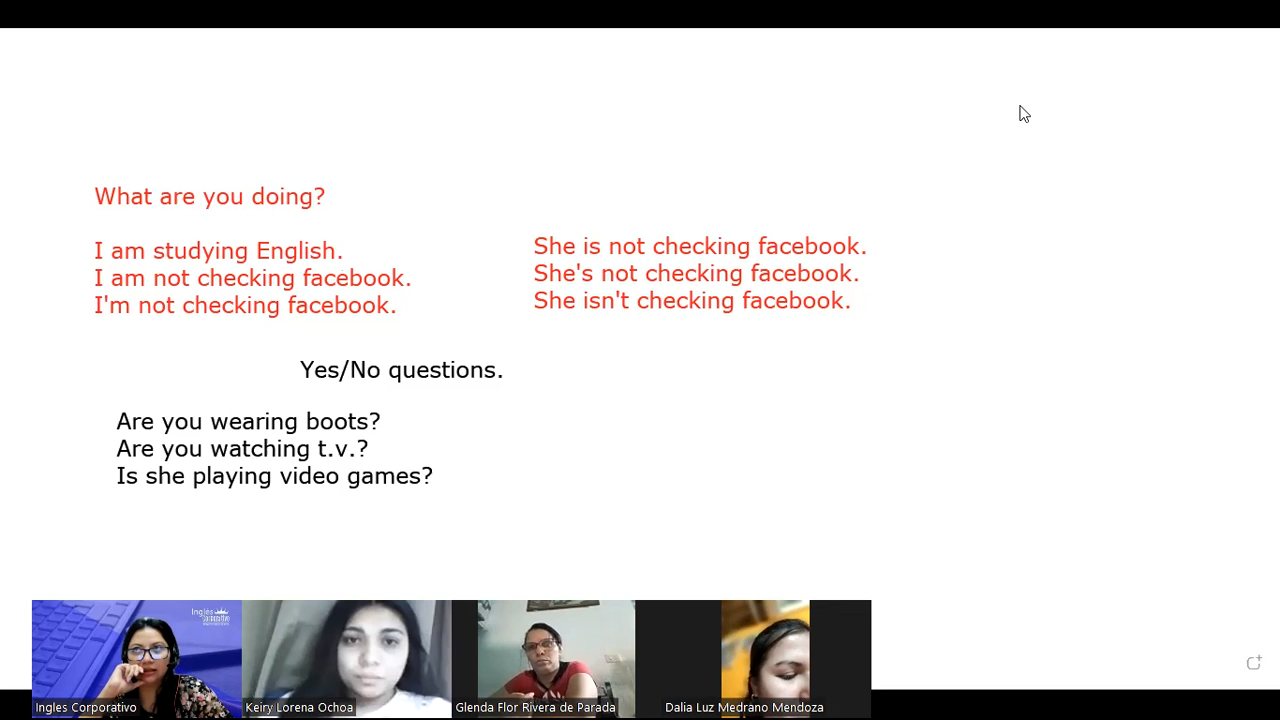 What are you doing?
I am studying English.
I am not checking facebook.
I'm not checking facebook.
She is not checking facebook.
She's not checking facebook.
She isn't checking facebook.
Yes/No questions.
Are you wearing boots?
Are you watching t.v.?
Is she playing video games?
Ingles
Ingles Corporativo
Keiry Lorena Ochoa
Glenda Flor Rivera de Parada
Dalia Luz Medrano Mendoza